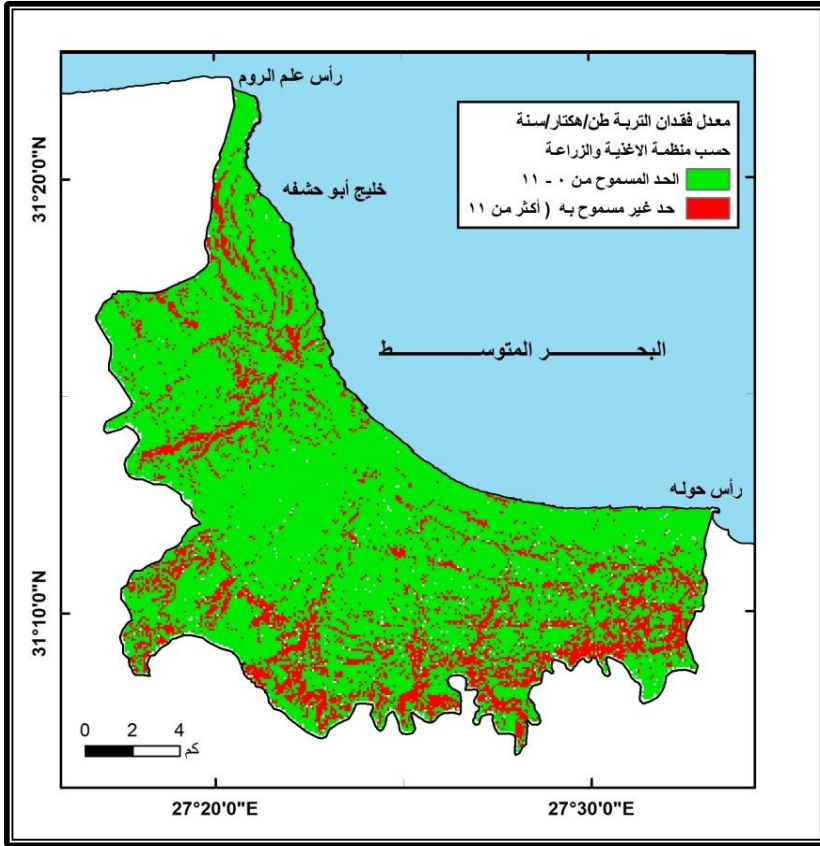 رأس علم الروم
معدل فقدان التربة طن/هكتار/سنة
حسب منظمة الاغذية والزراعة
الحد المسموح من ٠ - ١١
حد غير مسموح به ( أكثر من ١١
31°20'0"N
خليج أبو حشفه
البحـــــــر المتوســـــــط
رأس حوله
31°10'0"N
0 2 4
كم
27°20'0"E 27°30'0"E